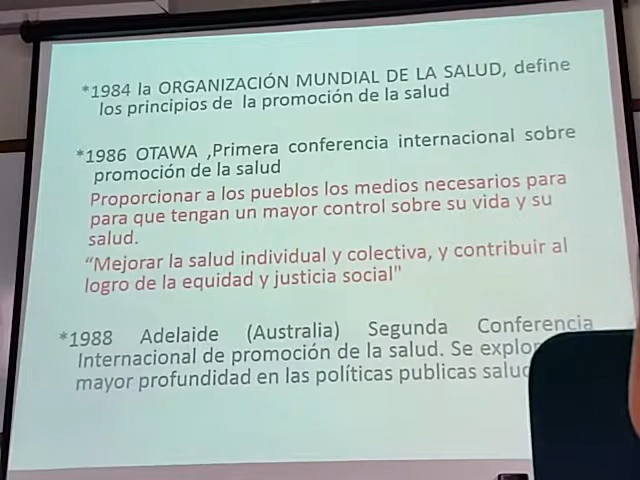 *1984 la ORGANIZACIÓN MUNDIAL DE LA SALUD, define
los principios de la promoción de la salud
*1986 OTAWA ,Primera conferencia internacional sobre
promoción de la salud
Proporcionar a los pueblos los medios necesarios para
para que tengan un mayor control sobre su vida y su
salud.
“Mejorar la salud individual y colectiva, y contribuir al
logro de la equidad y justicia social"
*1988 Adelaide (Australia) Segunda Conferencia
Internacional de promoción de la salud. Se
mayor profundidad en las políticas publicas